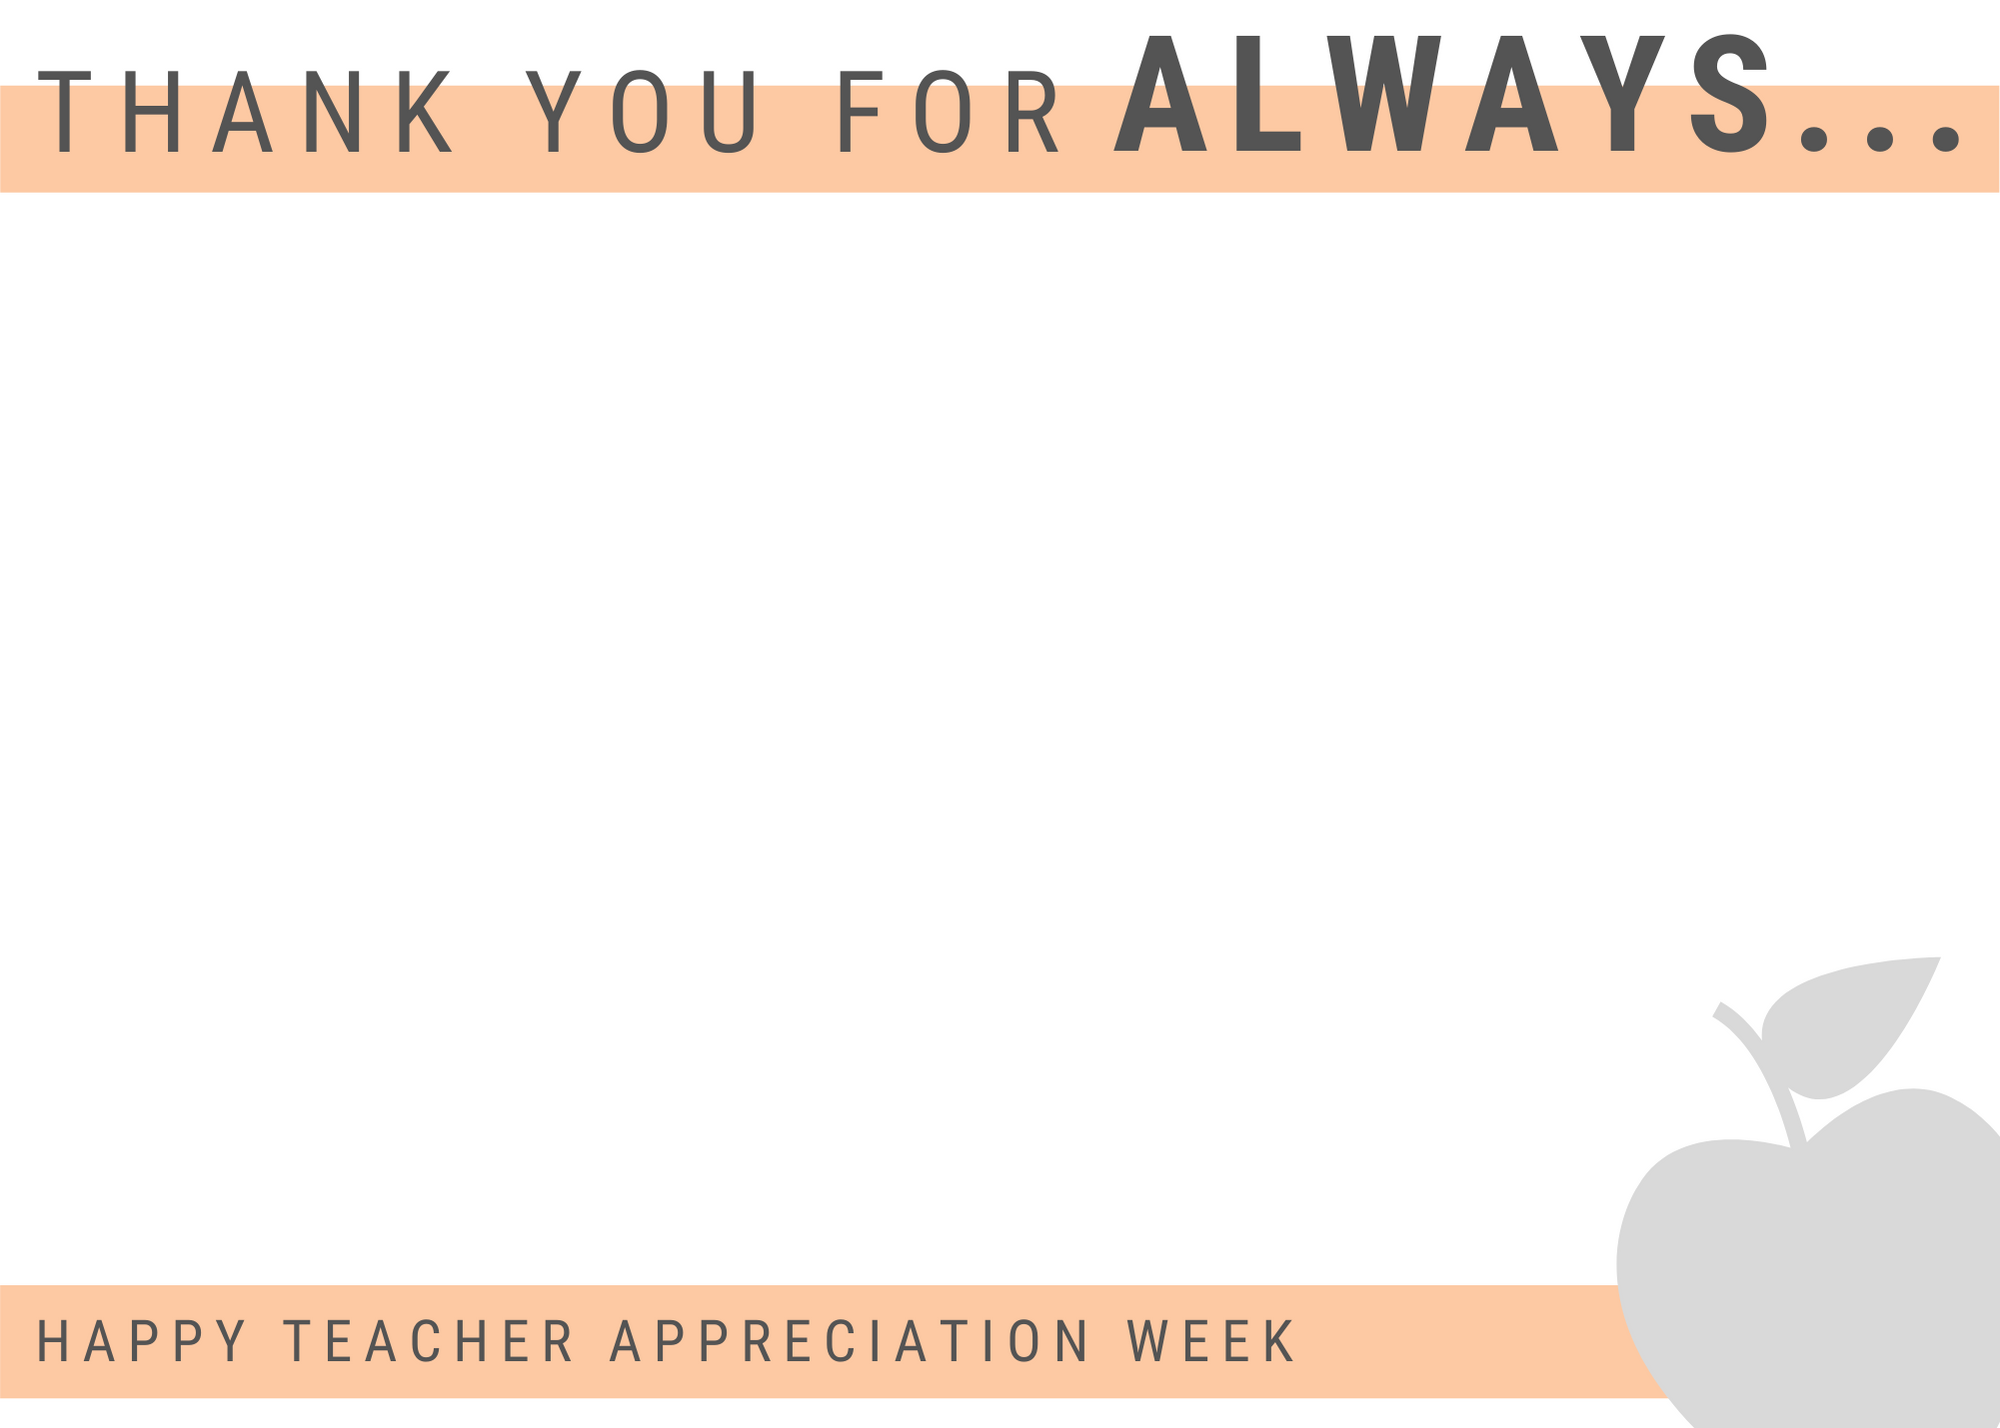 THANK YOU FOR ALWAYS...
HAPPY TEACHER APPRECIATION WEEK